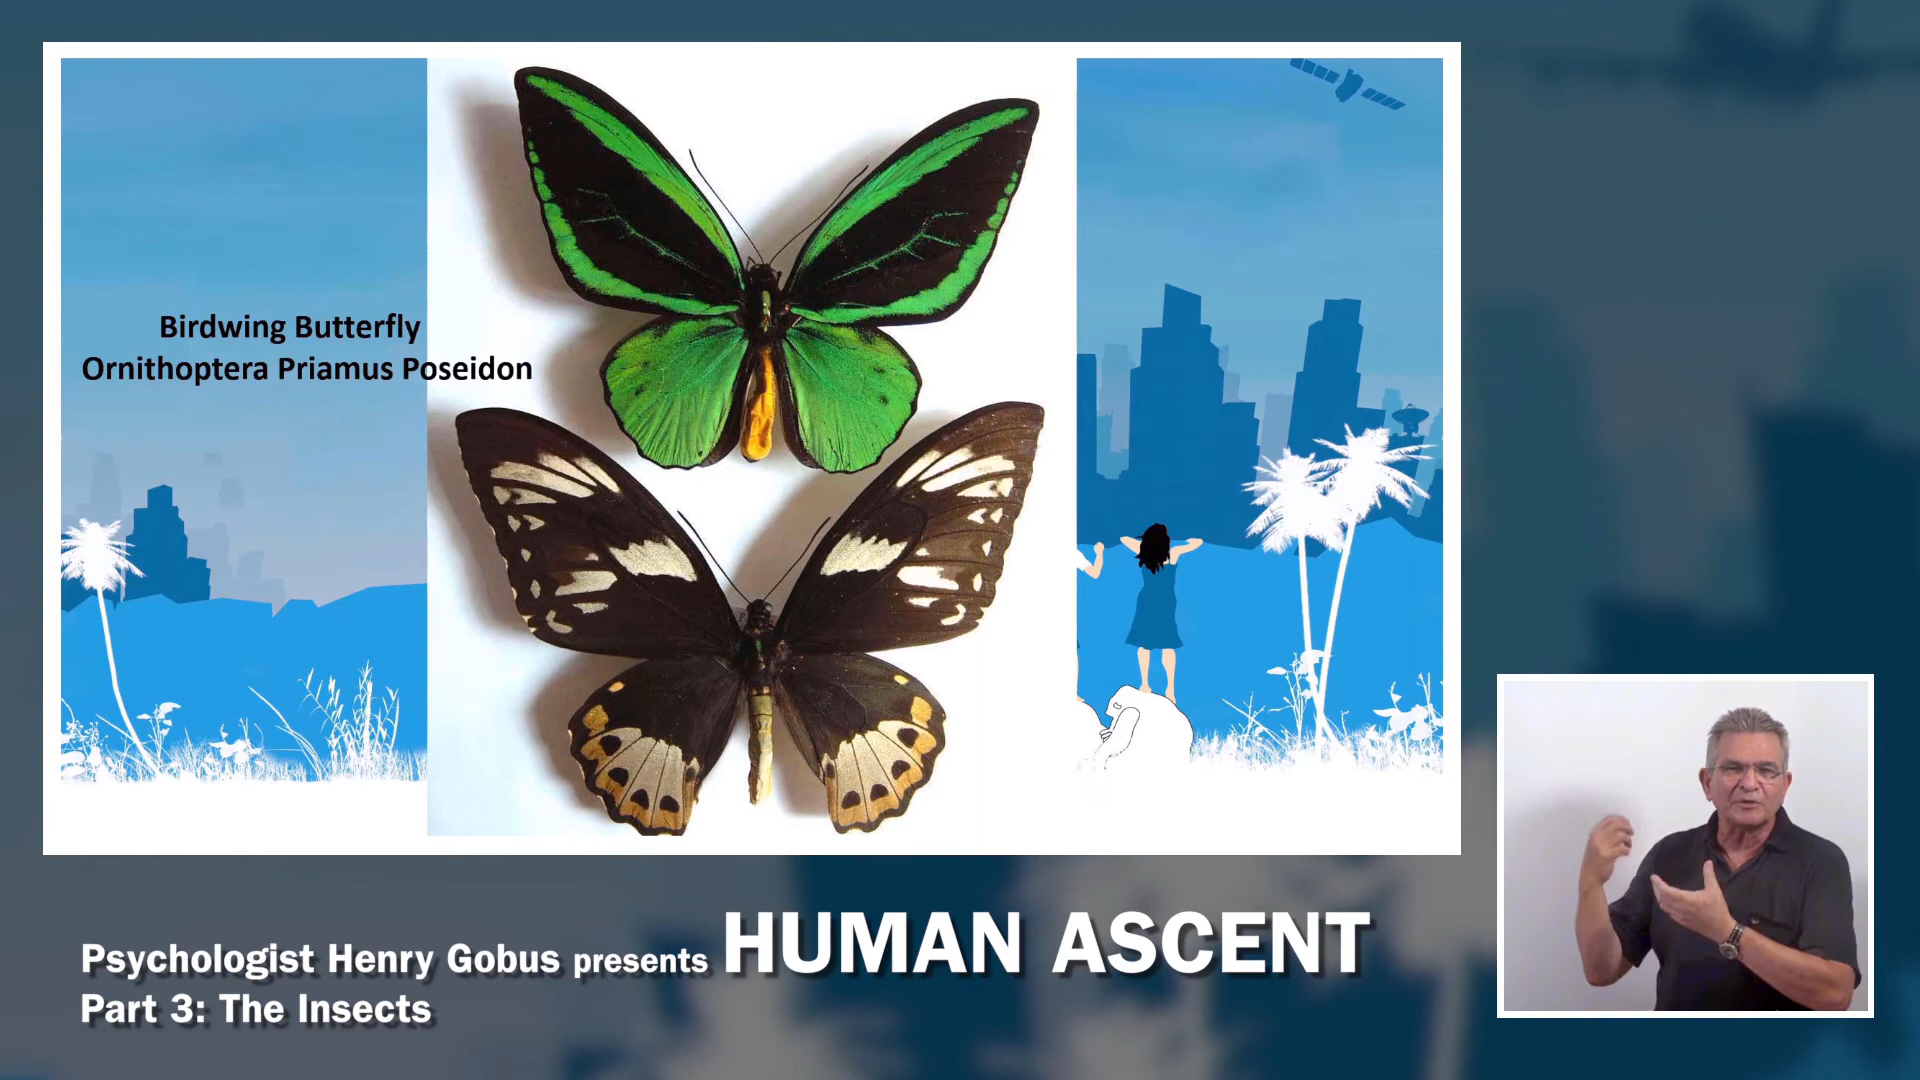 Birdwing Butterfly
Ornithoptera Priamus Poseidon
Psychologist Henry Gobus presents HUMAN ASCENT
Part 3: The Insects